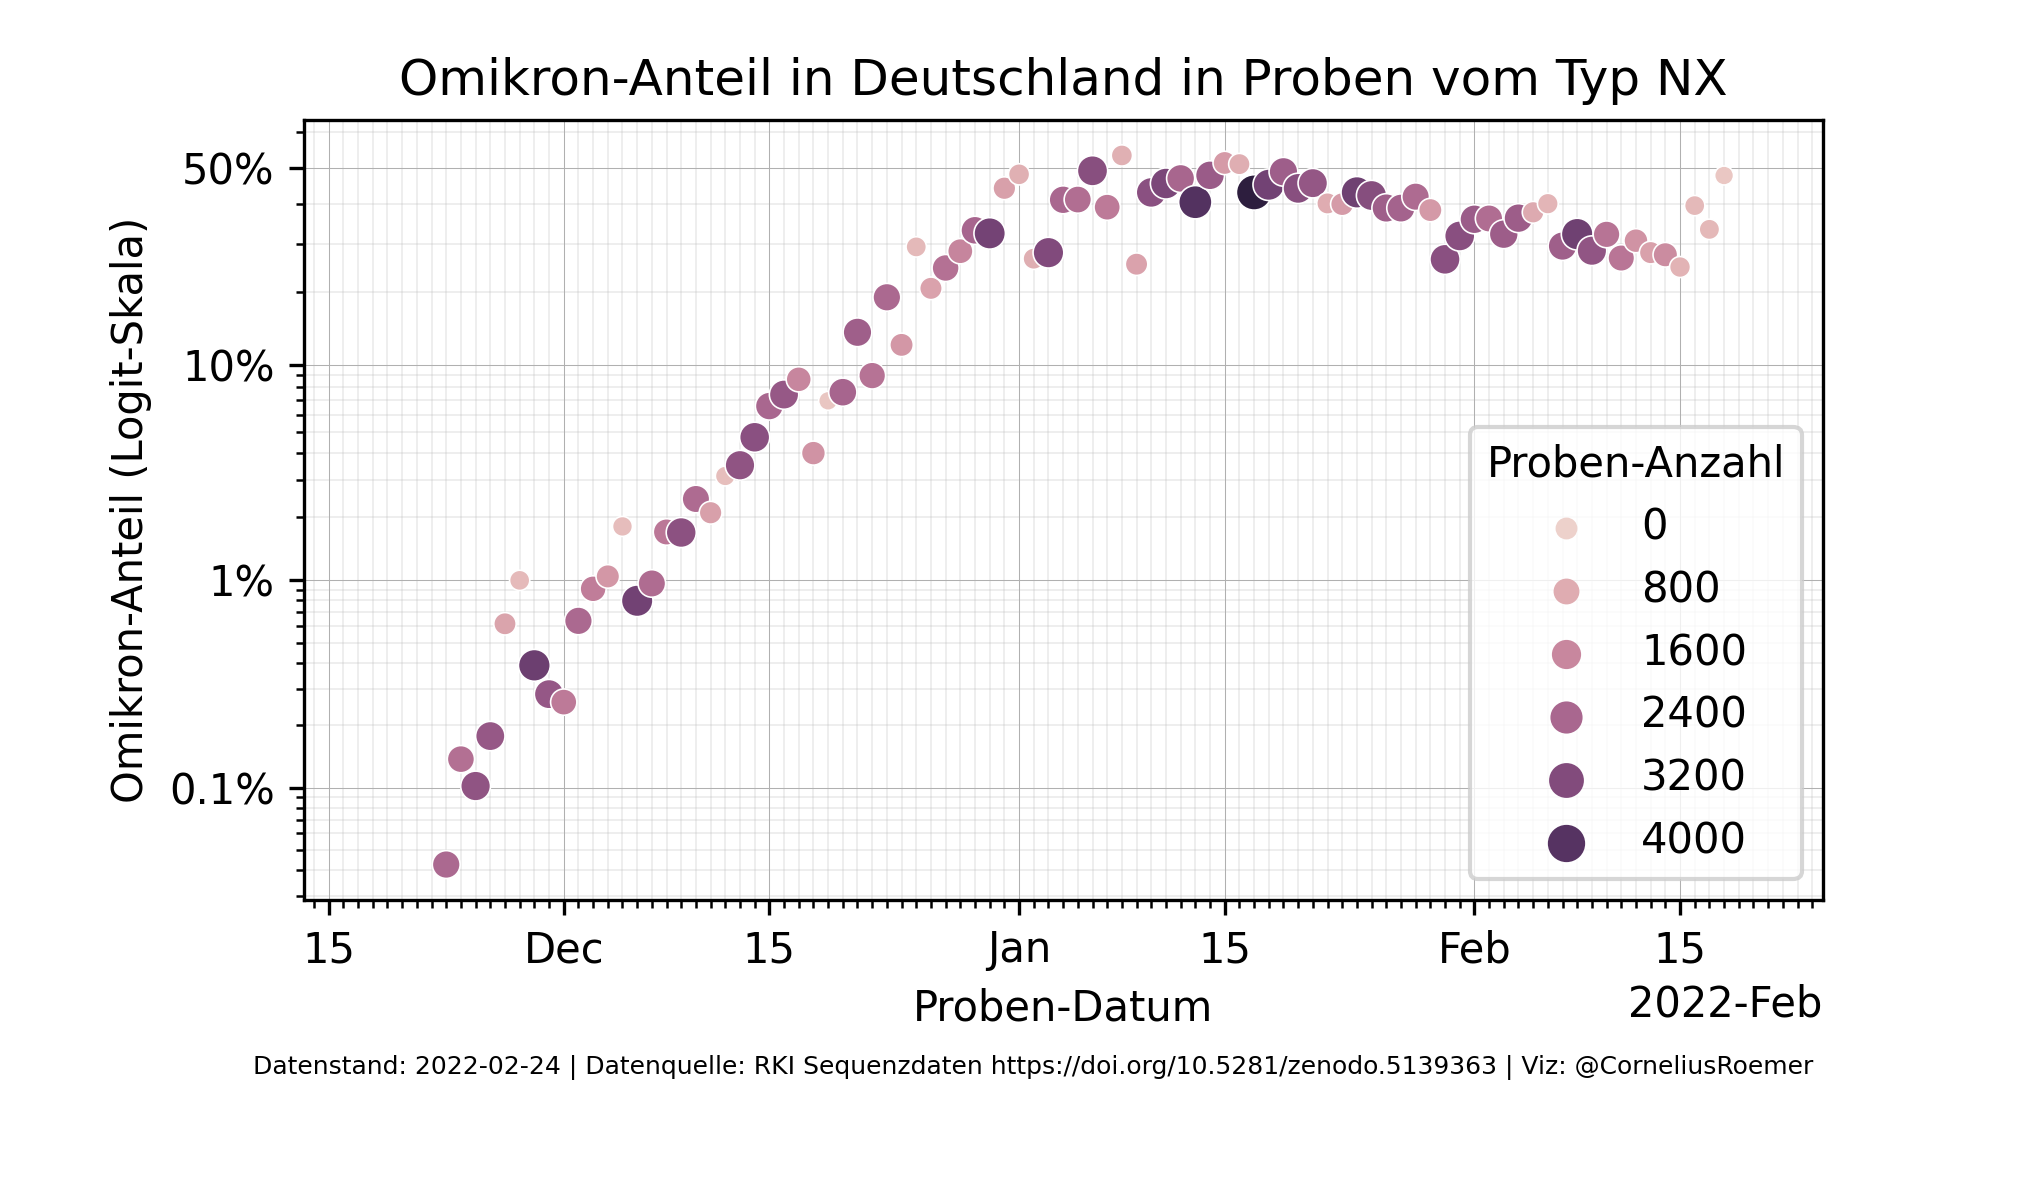 Omikron-Anteil in Deutschland in Proben vom Typ NX
Omikron-Anteil (Logit-Skala)
50%
10%
1%
0.1%
Proben-Anzahl
0
800
1600
2400
3200
4000
15 Dec 15 Jan 15 Feb 15
Proben-Datum
2022-Feb
Datenstand: 2022-02-24 | Datenquelle: RKI Sequenzdaten https://doi.org/10.5281/zenodo.5139363 | Viz: @CorneliusRoemer